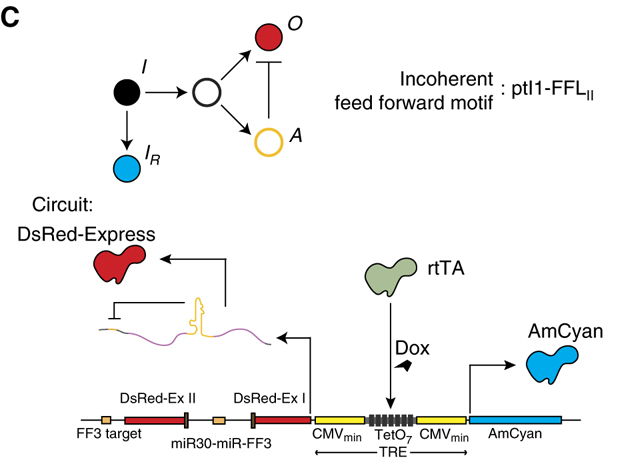 C
O
I
Incoherent
feed forward motif : ptI1-FFL_II
A
I_R
Circuit:
DsRed-Express
rtTA
AmCyan
Dox
DsRed-Ex II
DsRed-Ex I
FF3 target
miR30-miR-FF3
CMV_min
TetO_7
CMV_min
AmCyan
TRE